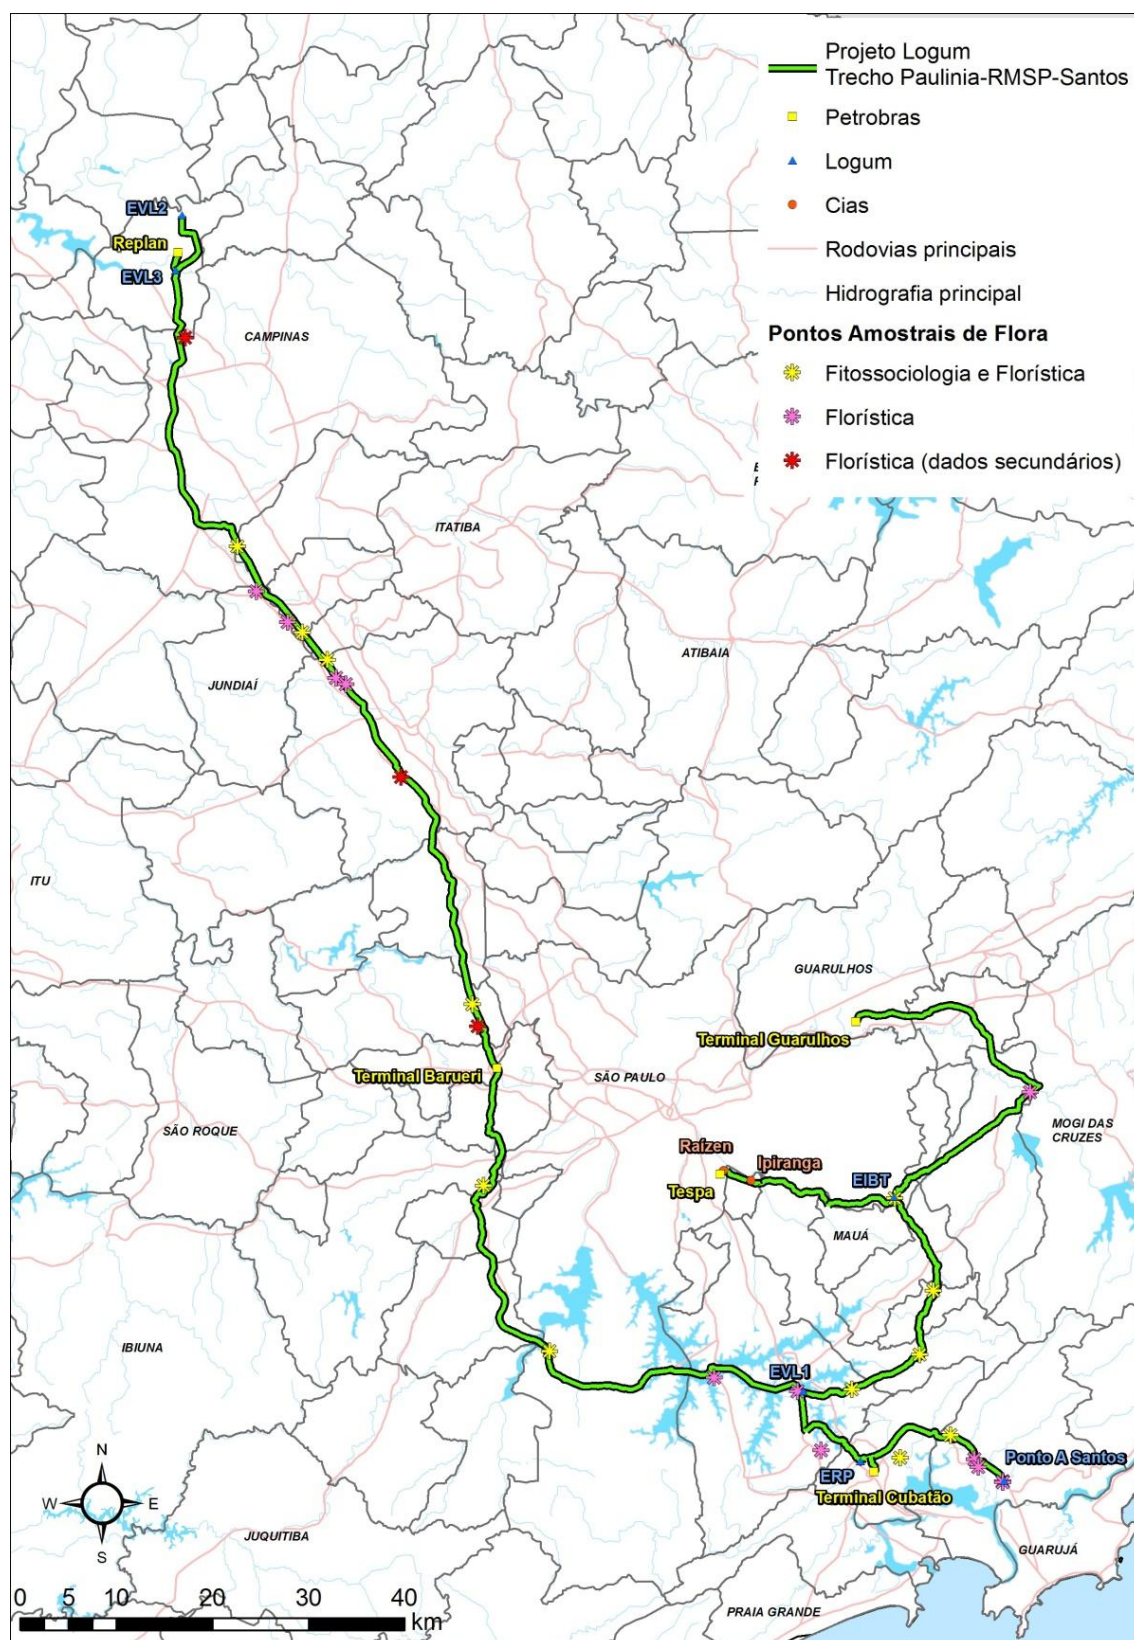 Projeto Logum
Trecho Paulinia-RMSP-Santos
Petrobras
Logum
Cias
Rodovias principais
Hidrografia principal
Pontos Amostrais de Flora
Fitossociologia e Florística
Florística
Florística (dados secundários)
EVL2
Replan
EVL3
CAMPINAS
ITATIBA
ATIBAIA
JUNDIAÍ
ITU
GUARULHOS
Terminal Guarulhos
Terminal Barueri
SÃO PAULO
SÃO ROQUE
MOGI DAS
CRUZES
Raízen
Ipiranga
EIBT
Tespa
MAUÁ
IBIUNA
EVL1
Ponto A Santos
ERP
Terminal Cubatão
N
W
E
S
JUQUITIBA
GUARUJÁ
PRAIA GRANDE
0 5 10 20 30 40
km